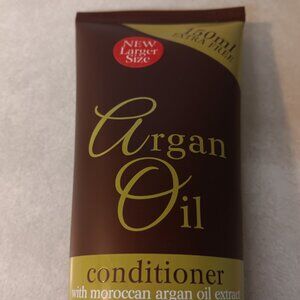 NEW
Larger
Size
150ml
EXTRA FREE
Argan
Oil
conditioner
with moroccan argan oil extract